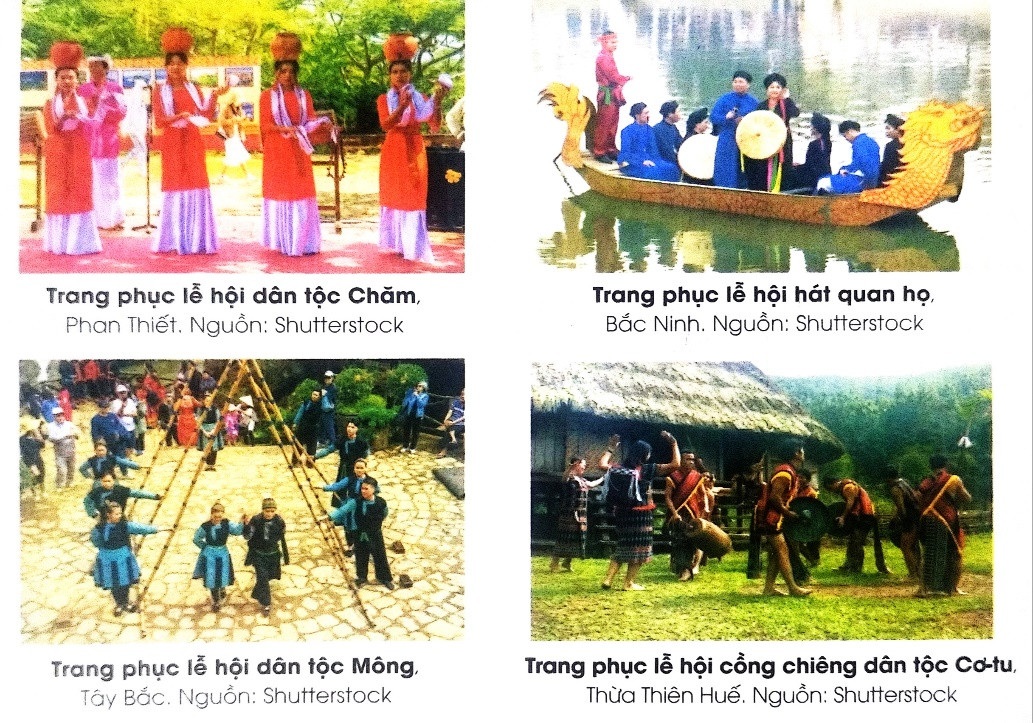 Trang phục lễ hội dân tộc Chăm,
Phan Thiết. Nguồn: Shutterstock
Trang phục lễ hội hát quan họ,
Bắc Ninh. Nguồn: Shutterstock
Trang phục lễ hội dân tộc Mông,
Tây Bắc. Nguồn: Shutterstock
Trang phục lễ hội cồng chiêng dân tộc Cơ-tu,
Thừa Thiên Huế. Nguồn: Shutterstock